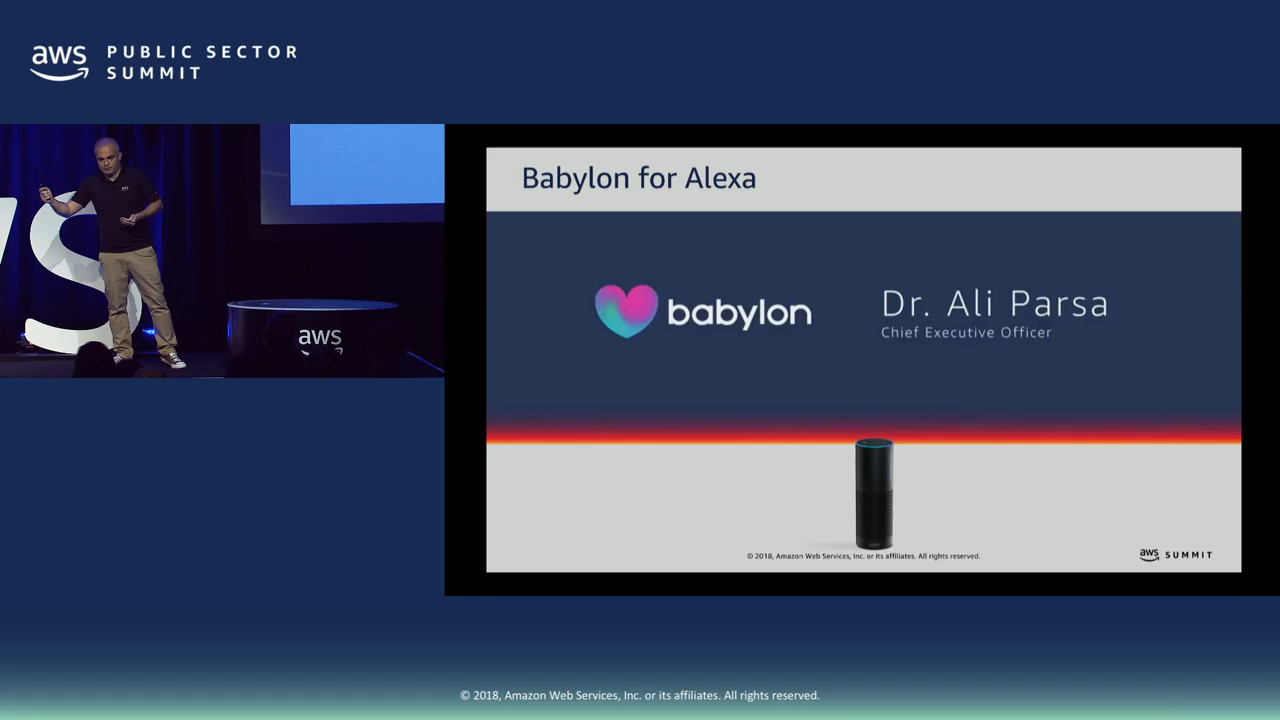 aws
PUBLIC SECTOR
SUMMIT
aws
Babylon for Alexa
babylon
Dr. Ali Parsa
Chief Executive Officer
© 2018, Amazon Web Services, Inc. or its affiliates. All rights reserved.
aws SUMMIT
© 2018, Amazon Web Services, Inc. or its affiliates. All rights reserved.